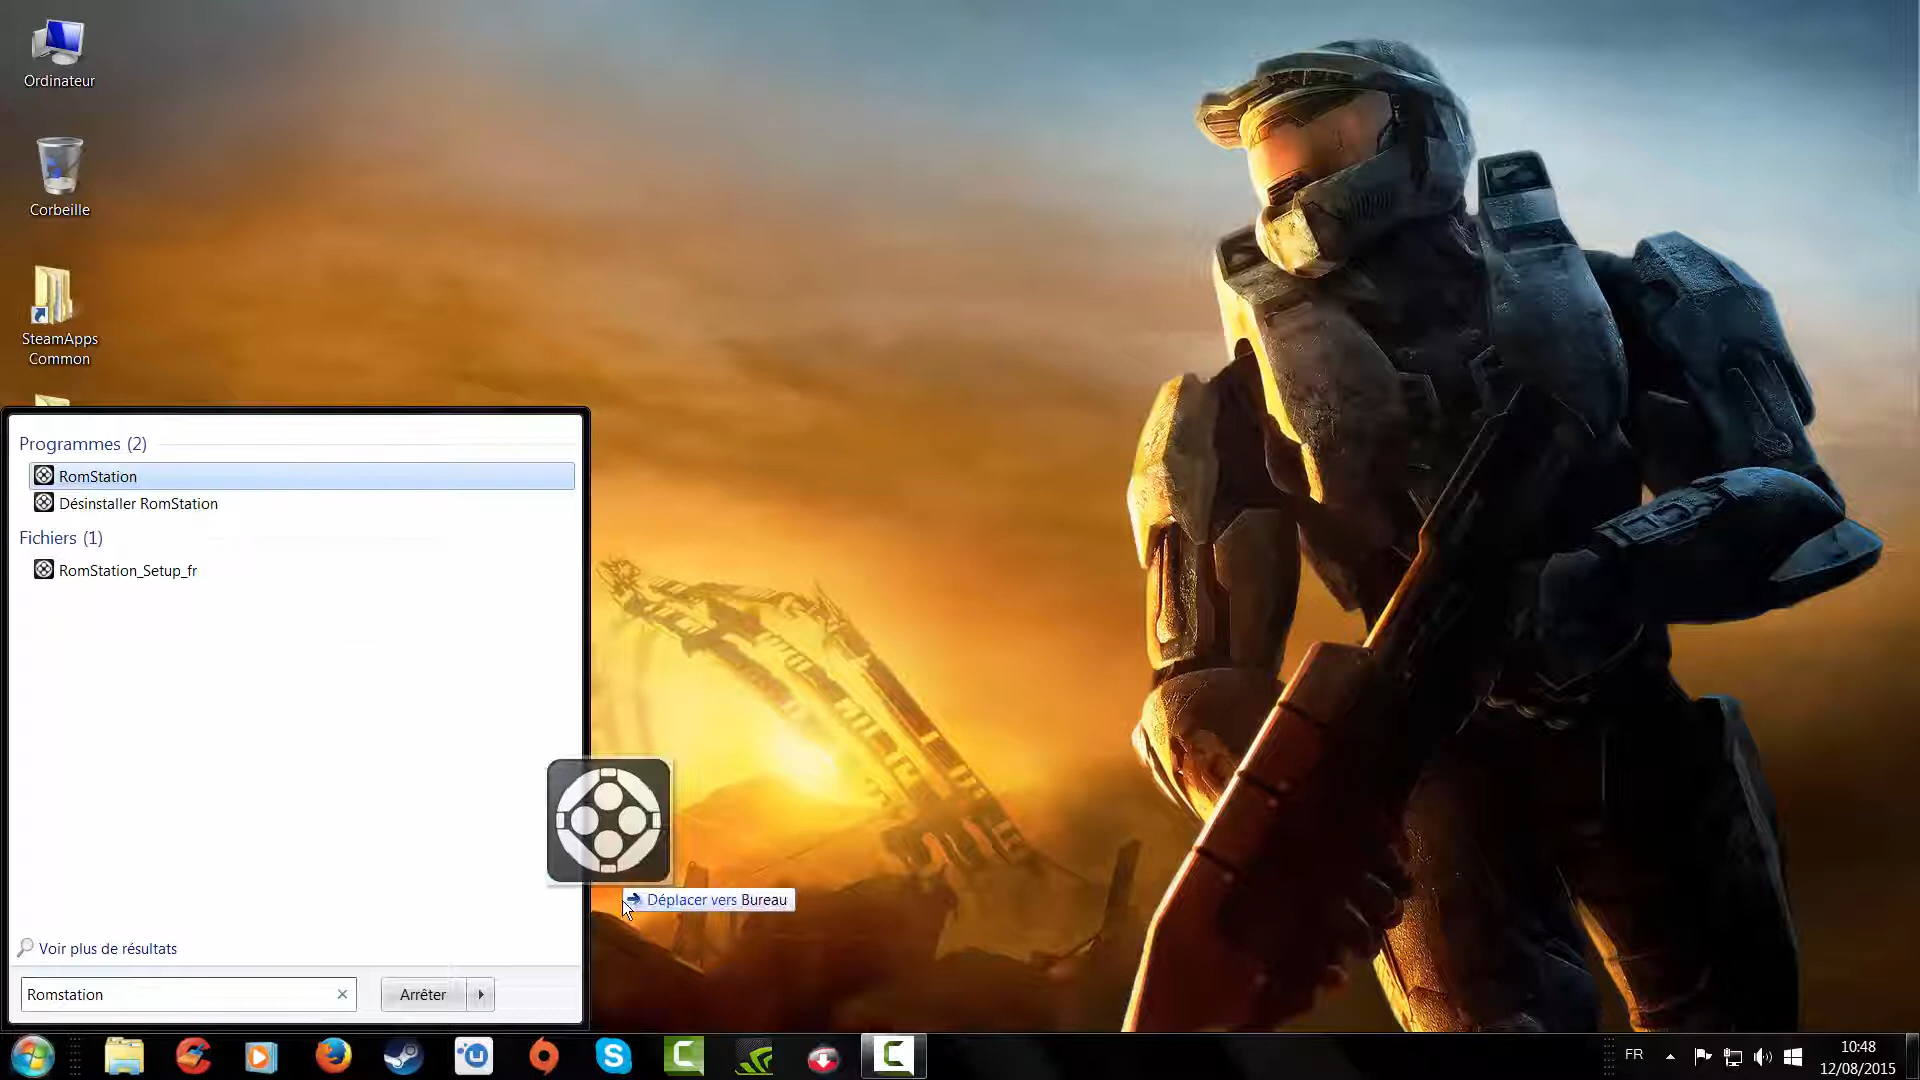 Ordinateur
Corbeille
SteamApps
Common
Programmes (2)
RomStation
Désinstaller RomStation
Fichiers (1)
RomStation_Setup_fr
Déplacer vers Bureau
Voir plus de résultats
Romstation
Arrêter
FR
10:48
12/08/2015